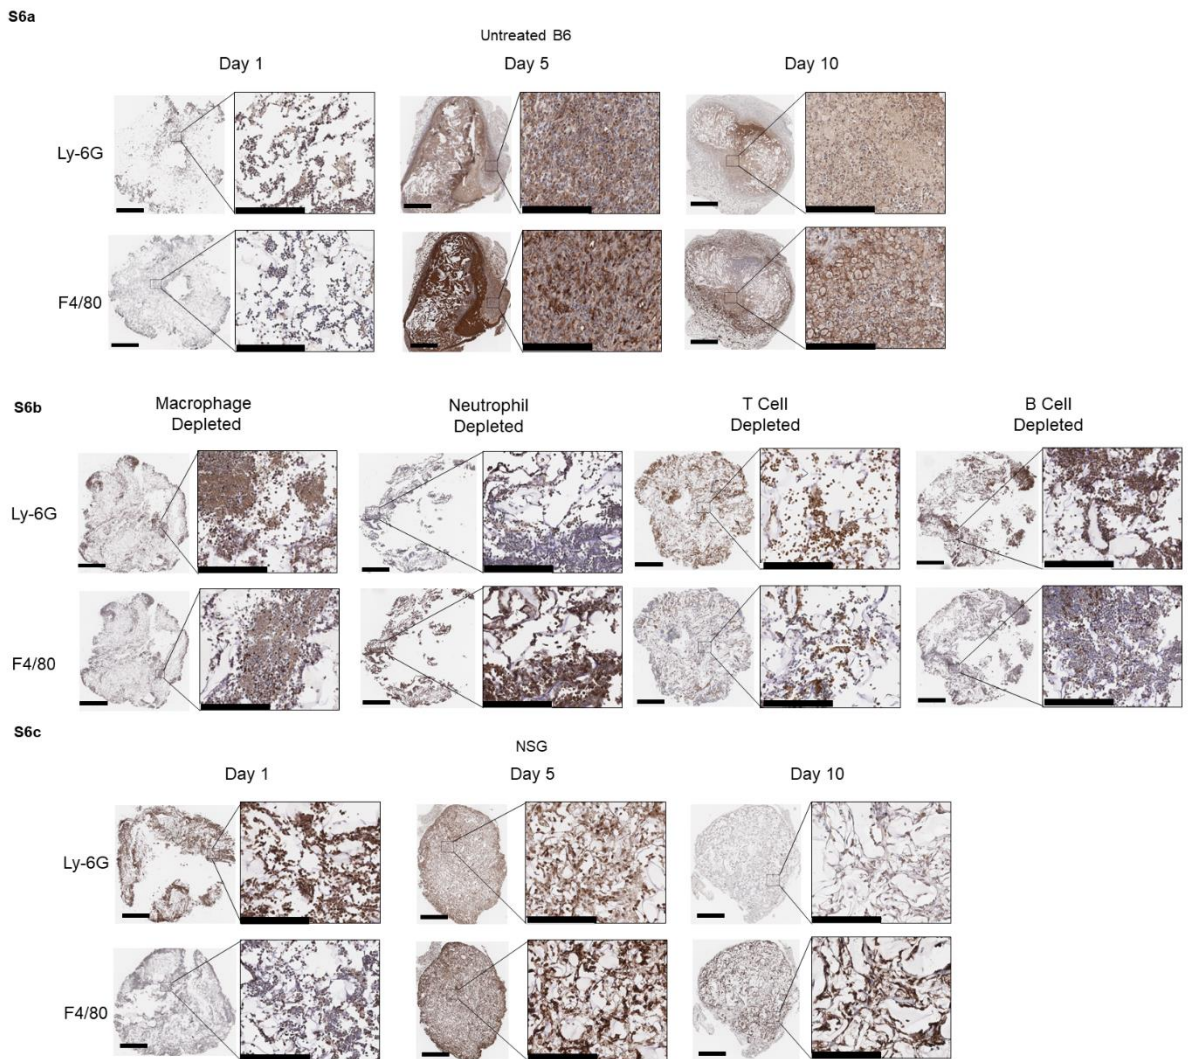 S6a
Untreated B6
Day 1
Day 5
Day 10
Ly-6G
F4/80
S6b
Macrophage
Depleted
Neutrophil
Depleted
T Cell
Depleted
B Cell
Depleted
Ly-6G
F4/80
S6c
NSG
Day 1
Day 5
Day 10
Ly-6G
F4/80